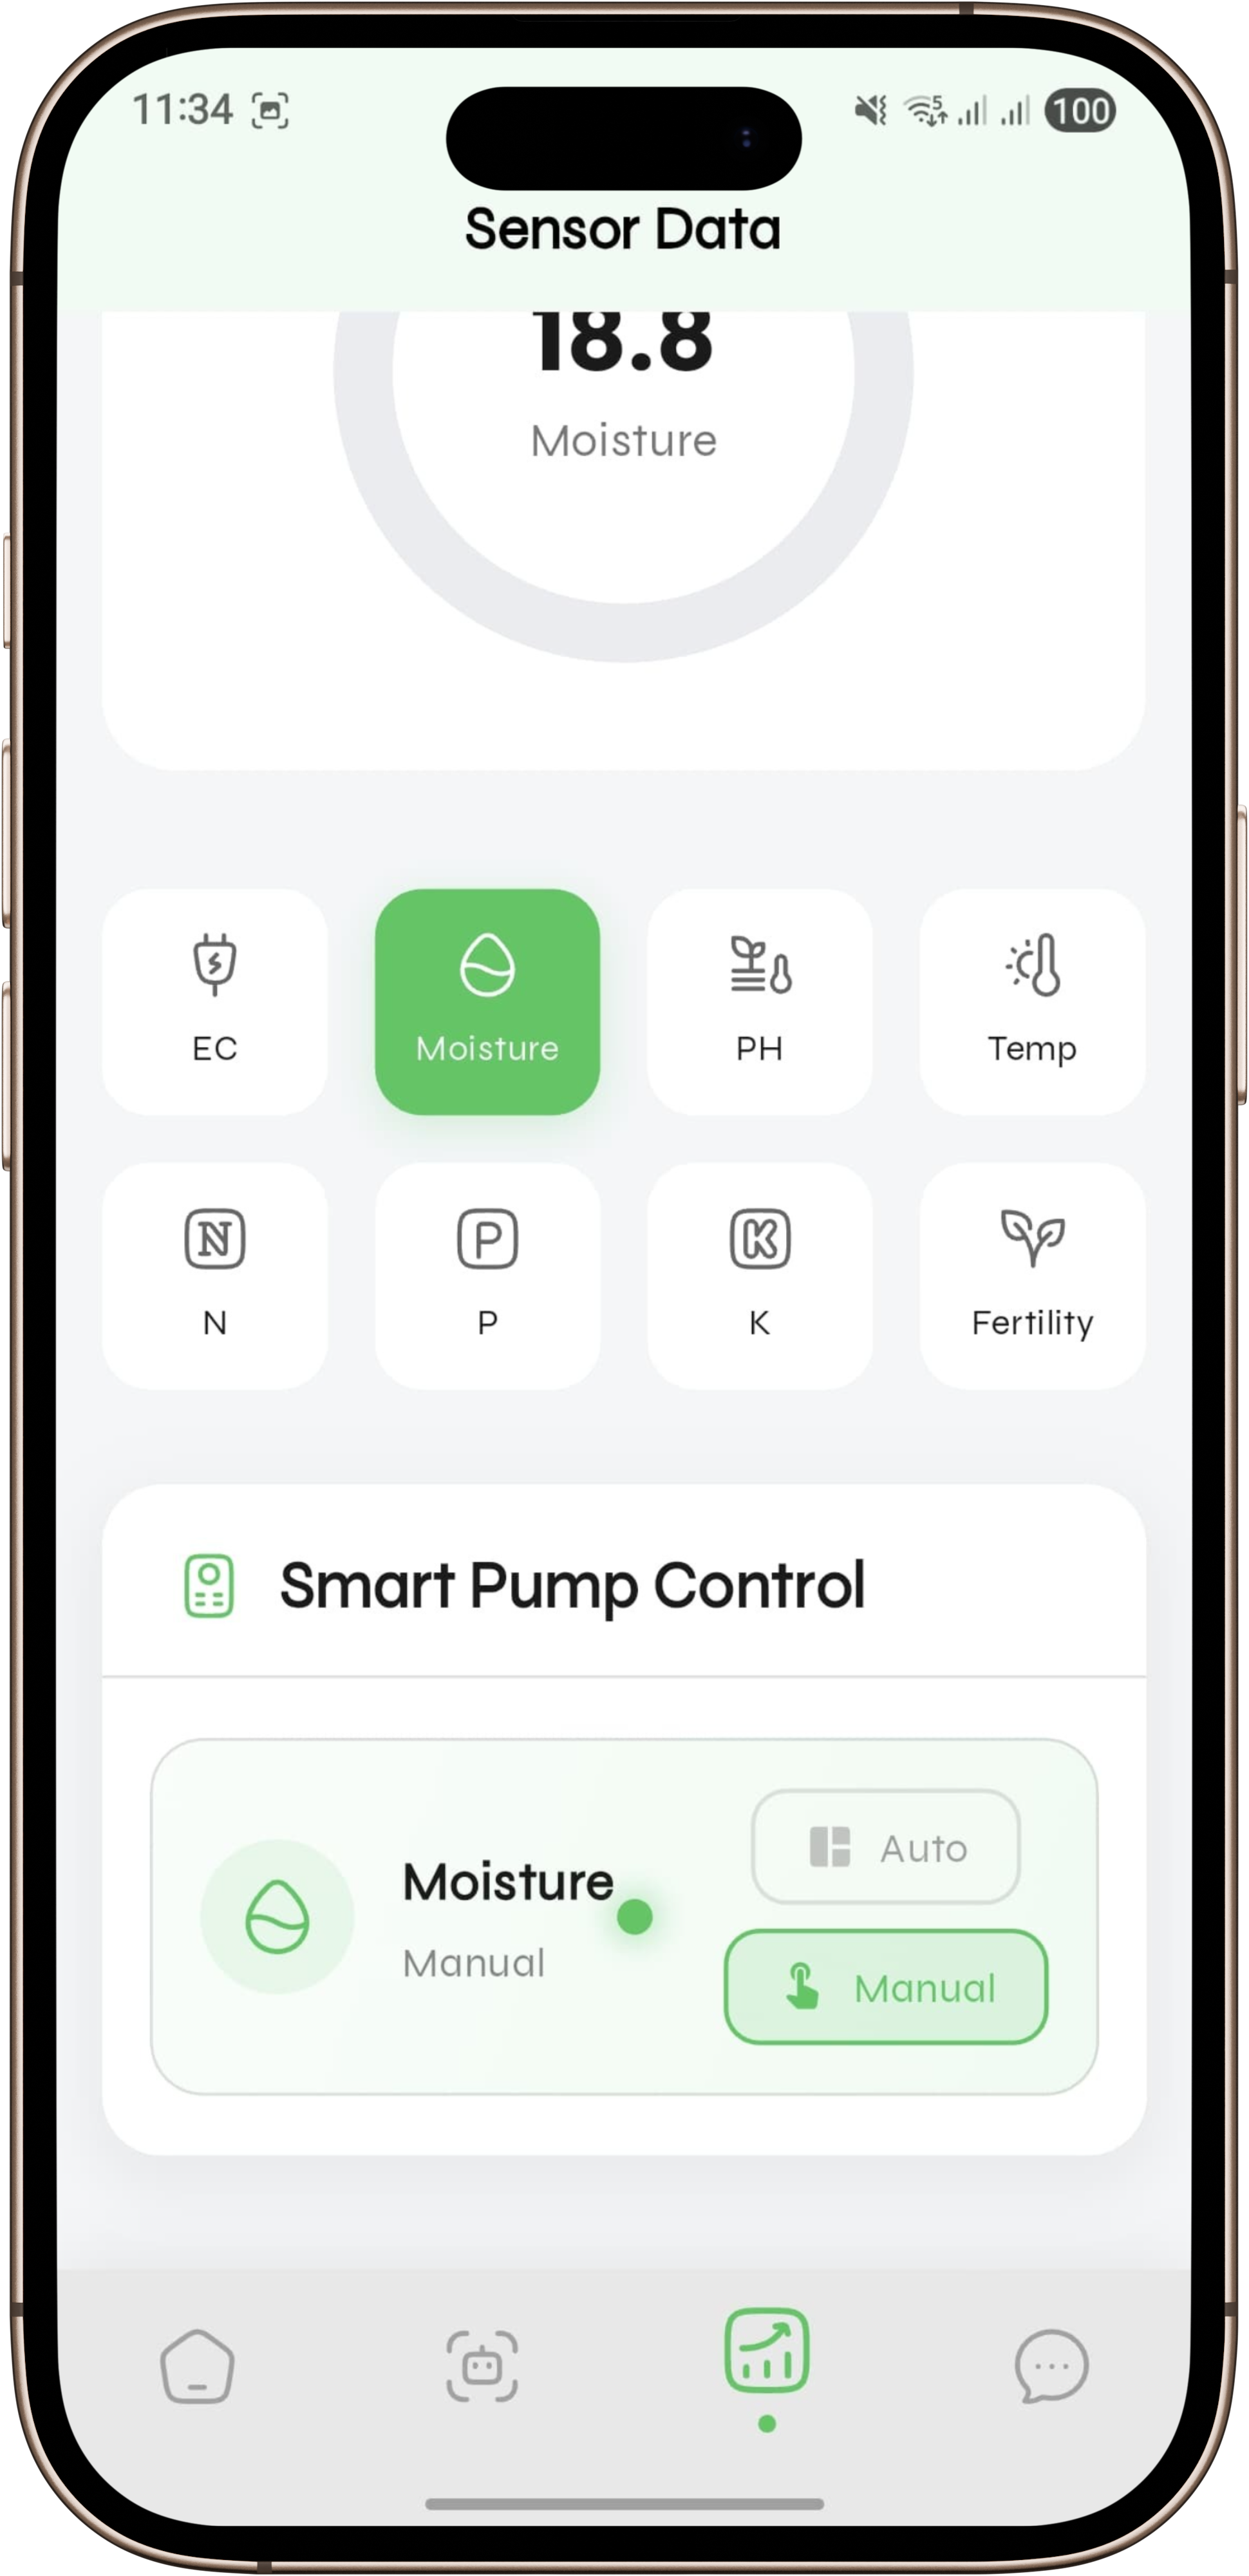 11:34
5
100
Sensor Data
18.8
Moisture
EC Moisture PH Temp
N P K
N P K Fertility
Smart Pump Control
Auto
Moisture
Manual
Manual